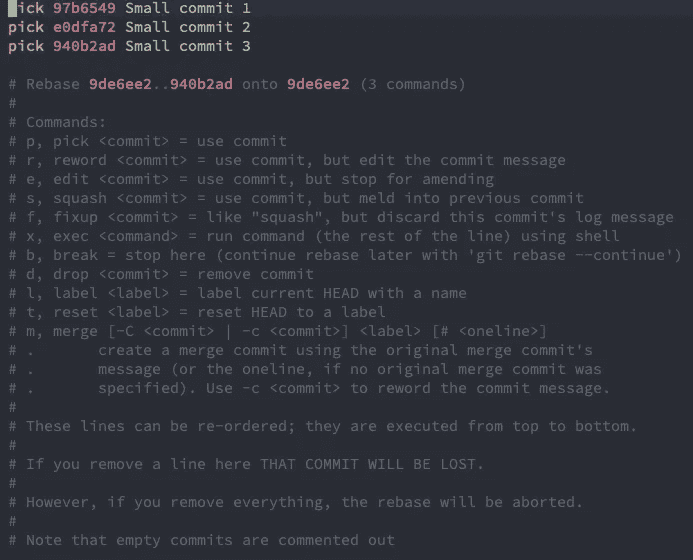 pick 97b6549 Small commit 1
pick e0dfa72 Small commit 2
pick 940b2ad Small commit 3
# Rebase 9de6ee2..940b2ad onto 9de6ee2 (3 commands)
#
# Commands:
# p, pick <commit> = use commit
# r, reword <commit> = use commit, but edit the commit message
# e, edit <commit> = use commit, but stop for amending
# s, squash <commit> = use commit, but meld into previous commit
# f, fixup <commit> = like "squash", but discard this commit's log message
# x, exec <command> = run command (the rest of the line) using shell
# b, break = stop here (continue rebase later with 'git rebase --continue')
# d, drop <commit> = remove commit
# l, label <label> = label current HEAD with a name
# t, reset <label> = reset HEAD to a label
# m, merge [-C <commit> | -c <commit>] <label> [# <oneline>]
# .       create a merge commit using the original merge commit's
# .       message (or the oneline, if no original merge commit was
# .       specified). Use -c <commit> to reword the commit message.
#
# These lines can be re-ordered; they are executed from top to bottom.
#
# If you remove a line here THAT COMMIT WILL BE LOST.
#
# However, if you remove everything, the rebase will be aborted.
#
# Note that empty commits are commented out